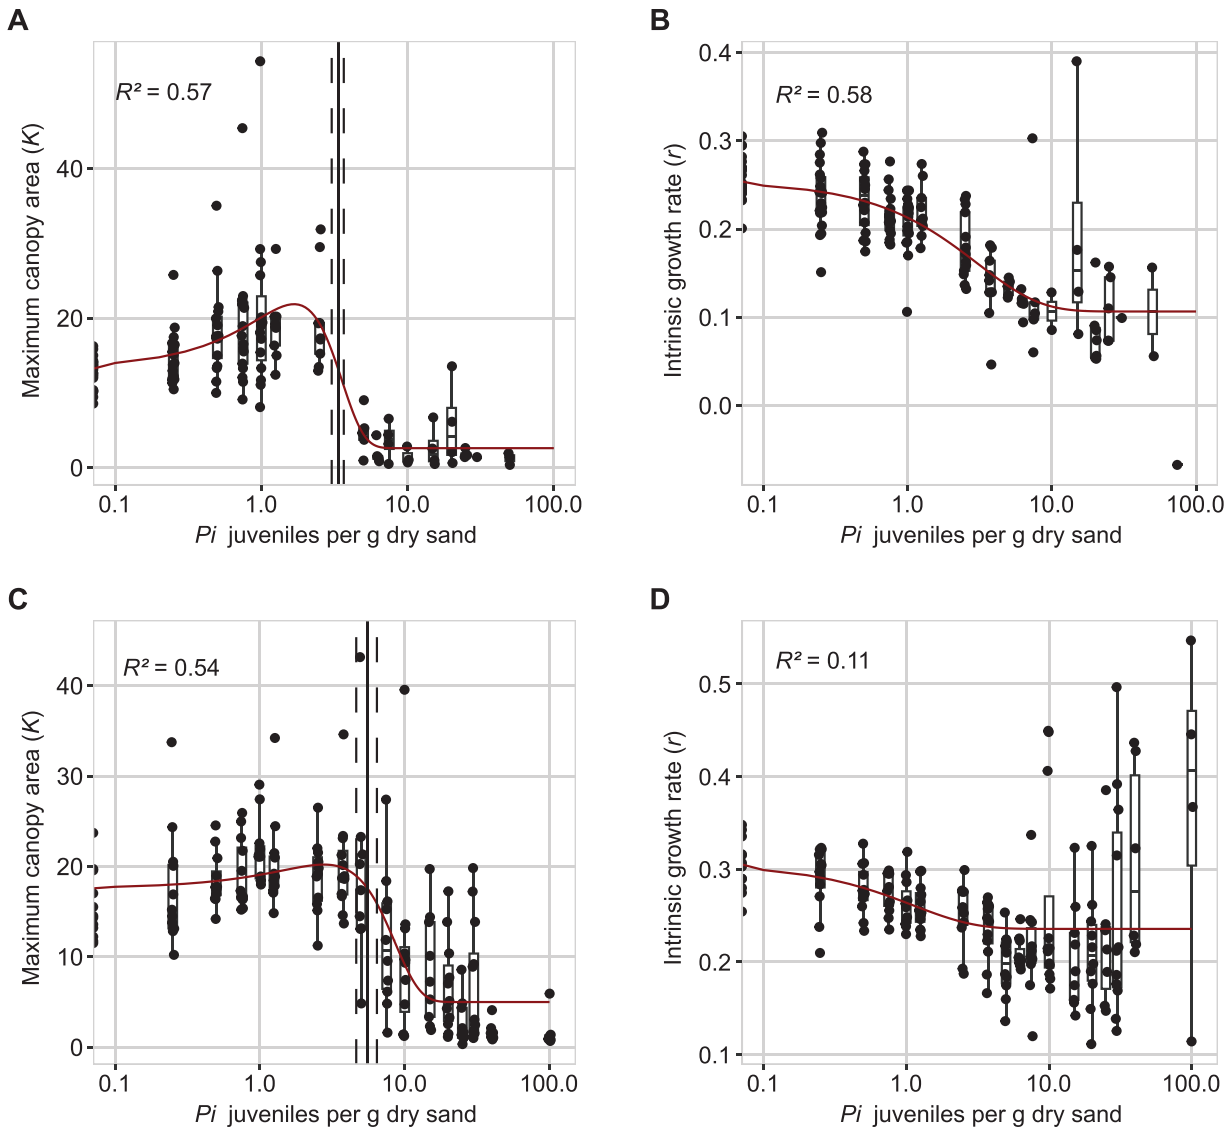 A
R² = 0.57
Maximum canopy area (K)
40
20
0
0.1 1.0 10.0 100.0
Pi juveniles per g dry sand
B
R² = 0.58
Intrinsic growth rate (r)
0.4
0.3
0.2
0.1
0.0
0.1 1.0 10.0 100.0
Pi juveniles per g dry sand
C
R² = 0.54
Maximum canopy area (K)
40
30
20
10
0
0.1 1.0 10.0 100.0
Pi juveniles per g dry sand
D
R² = 0.11
Intrinsic growth rate (r)
0.5
0.4
0.3
0.2
0.1
0.1 1.0 10.0 100.0
Pi juveniles per g dry sand